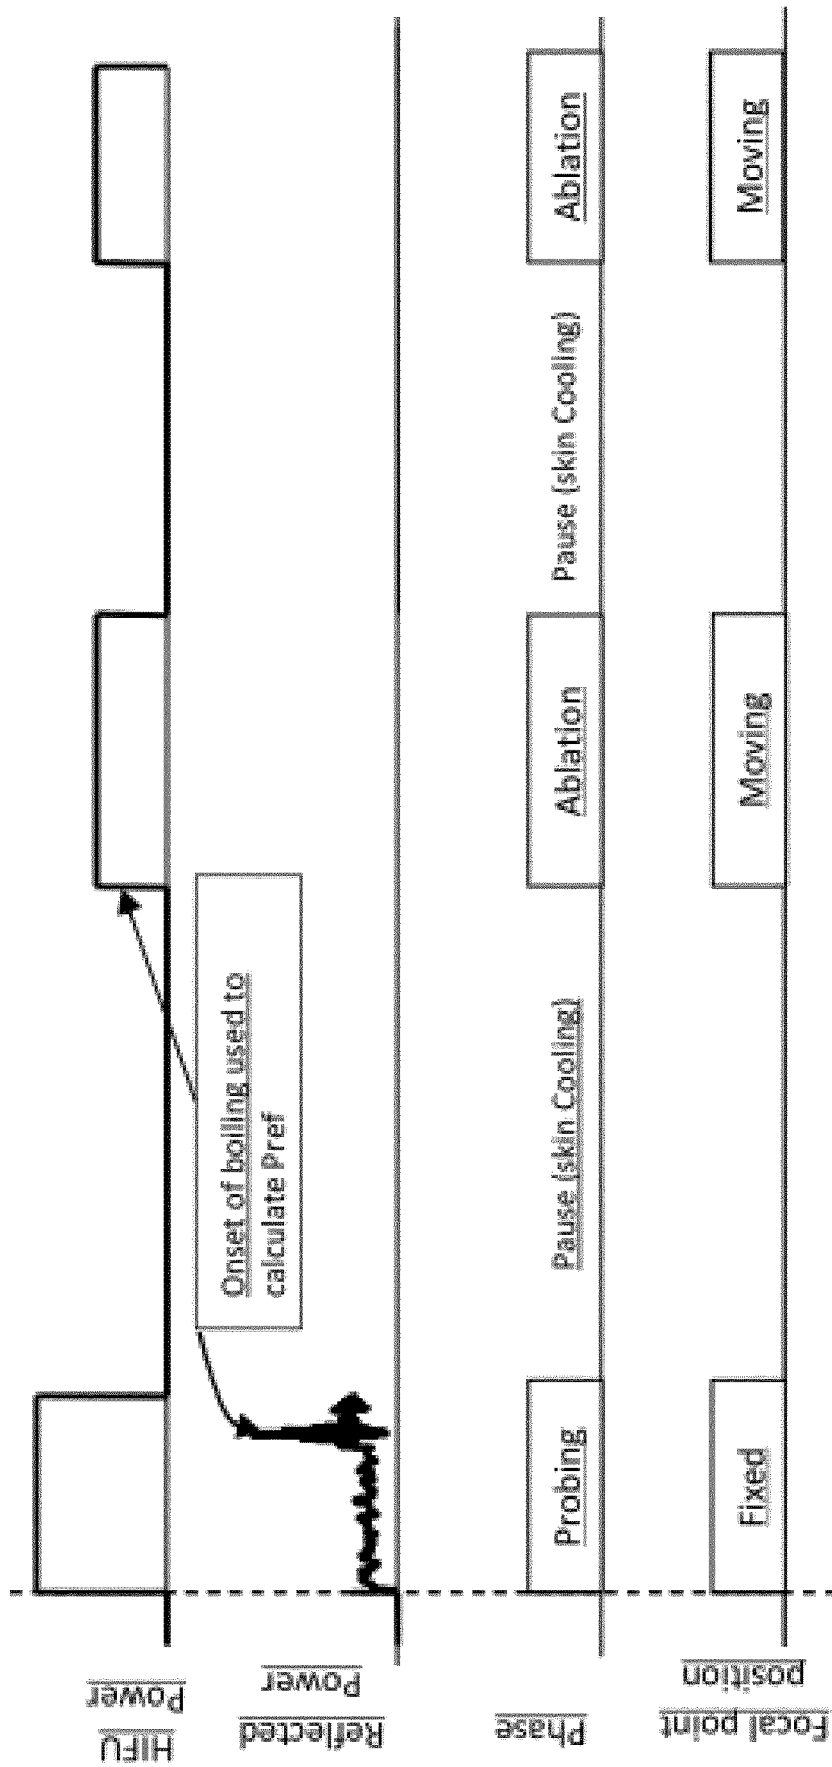 HIFU
Power
Reflected
Power
Onset of boiling used to
calculate Pref
Phase
Probing
Pause (skin Cooling)
Ablation
Pause (skin Cooling)
Ablation
Focal point
position
Fixed
Moving
Moving